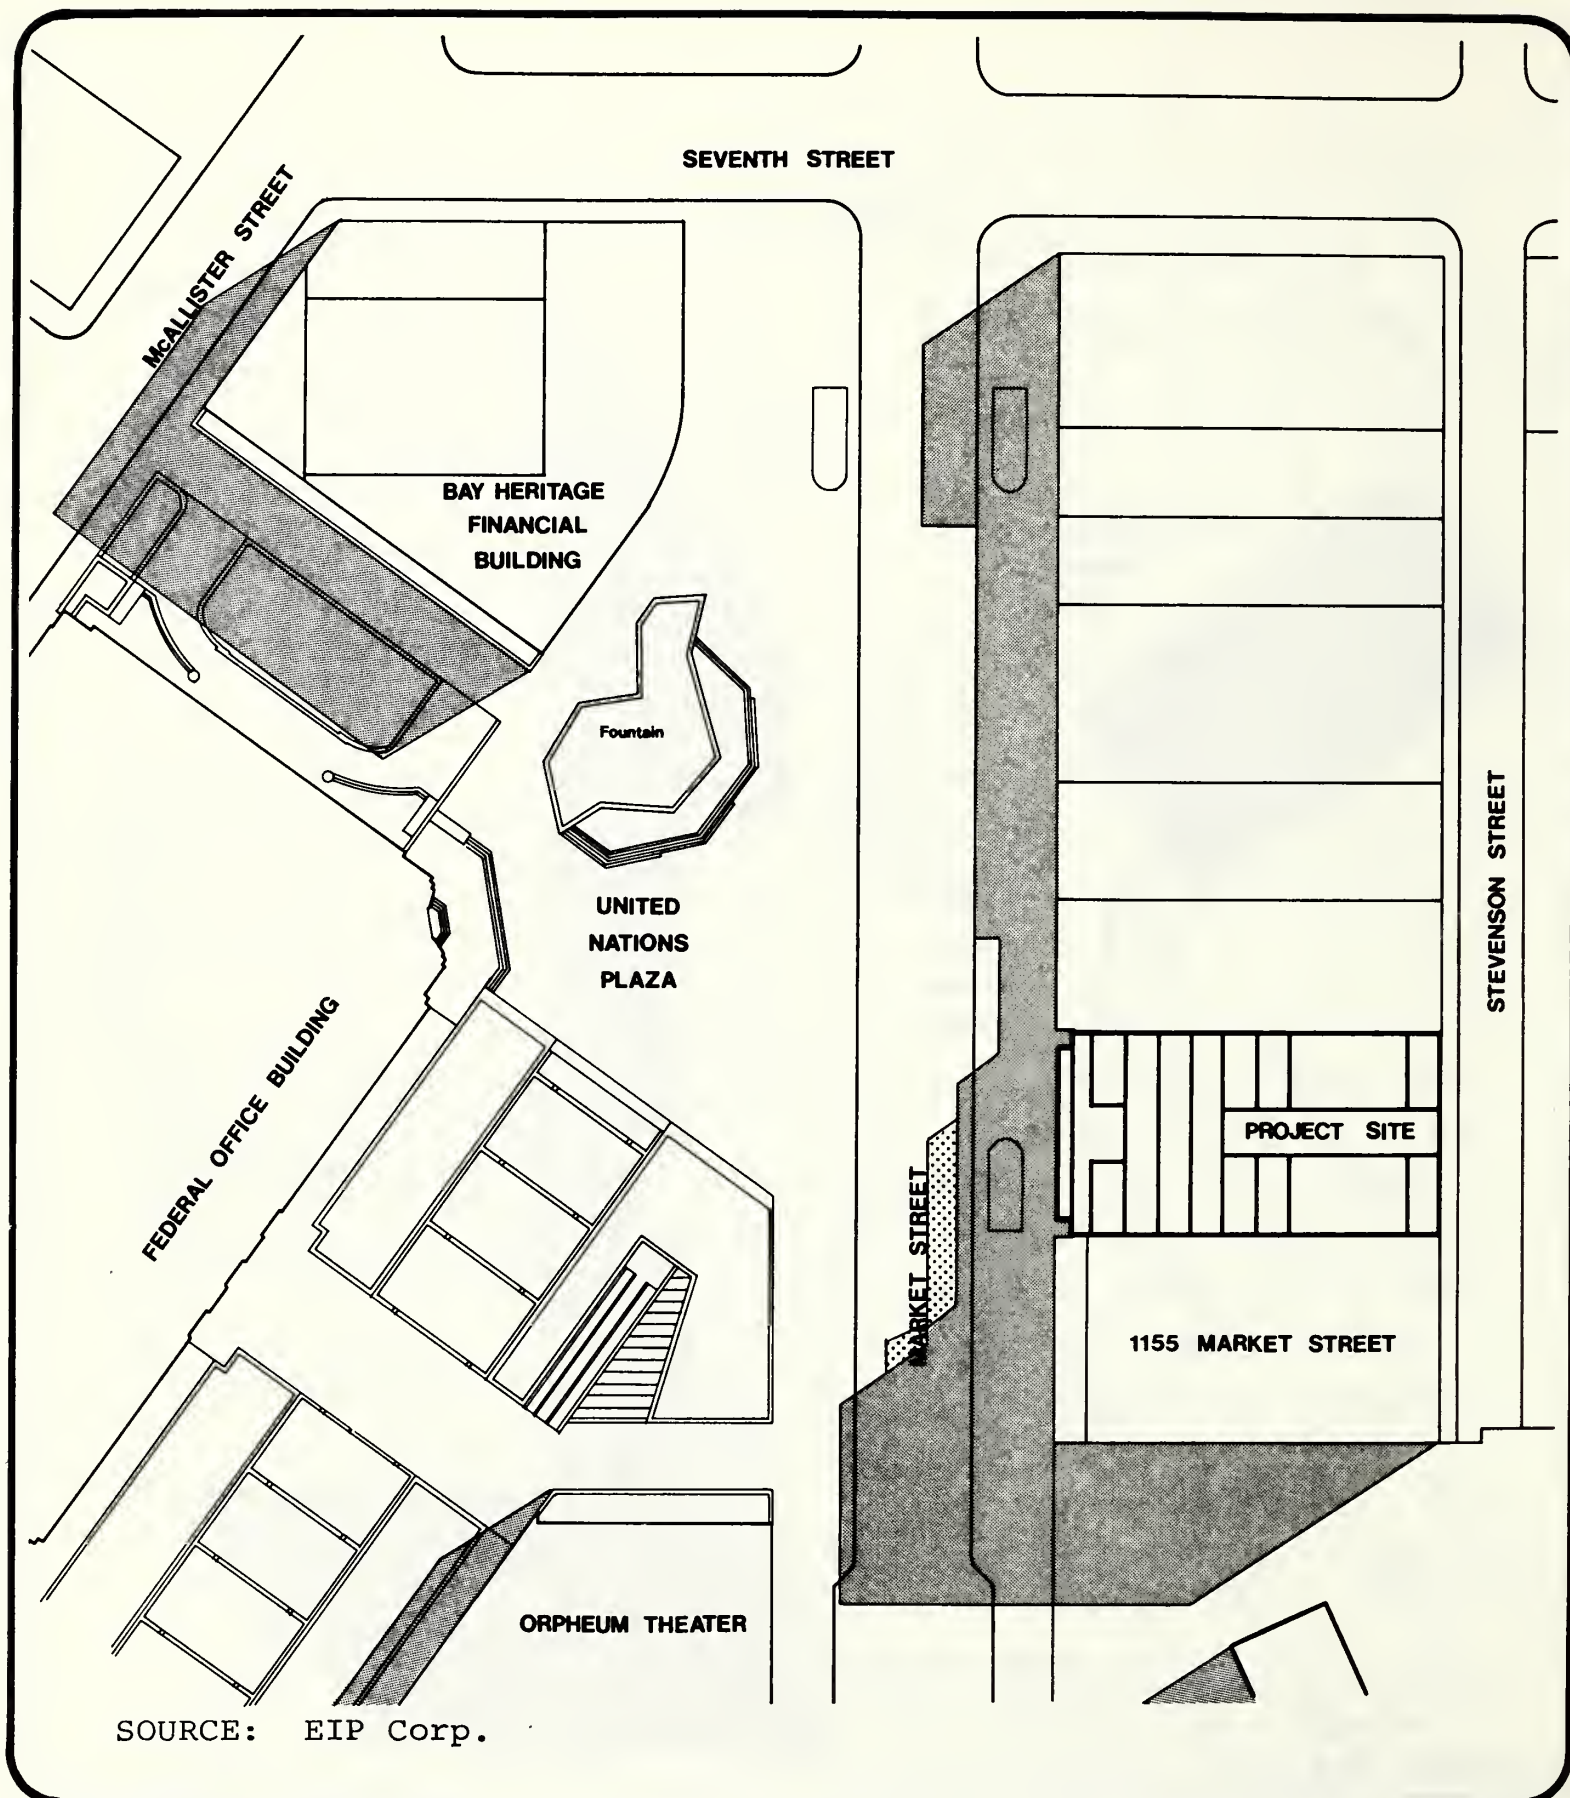 SEVENTH STREET
McALLISTER STREET
BAY HERITAGE
FINANCIAL
BUILDING
Fountain
UNITED
NATIONS
PLAZA
STEVENSON STREET
FEDERAL OFFICE BUILDING
PROJECT SITE
MARKET STREET
1155 MARKET STREET
ORPHEUM THEATER
SOURCE: EIP Corp.